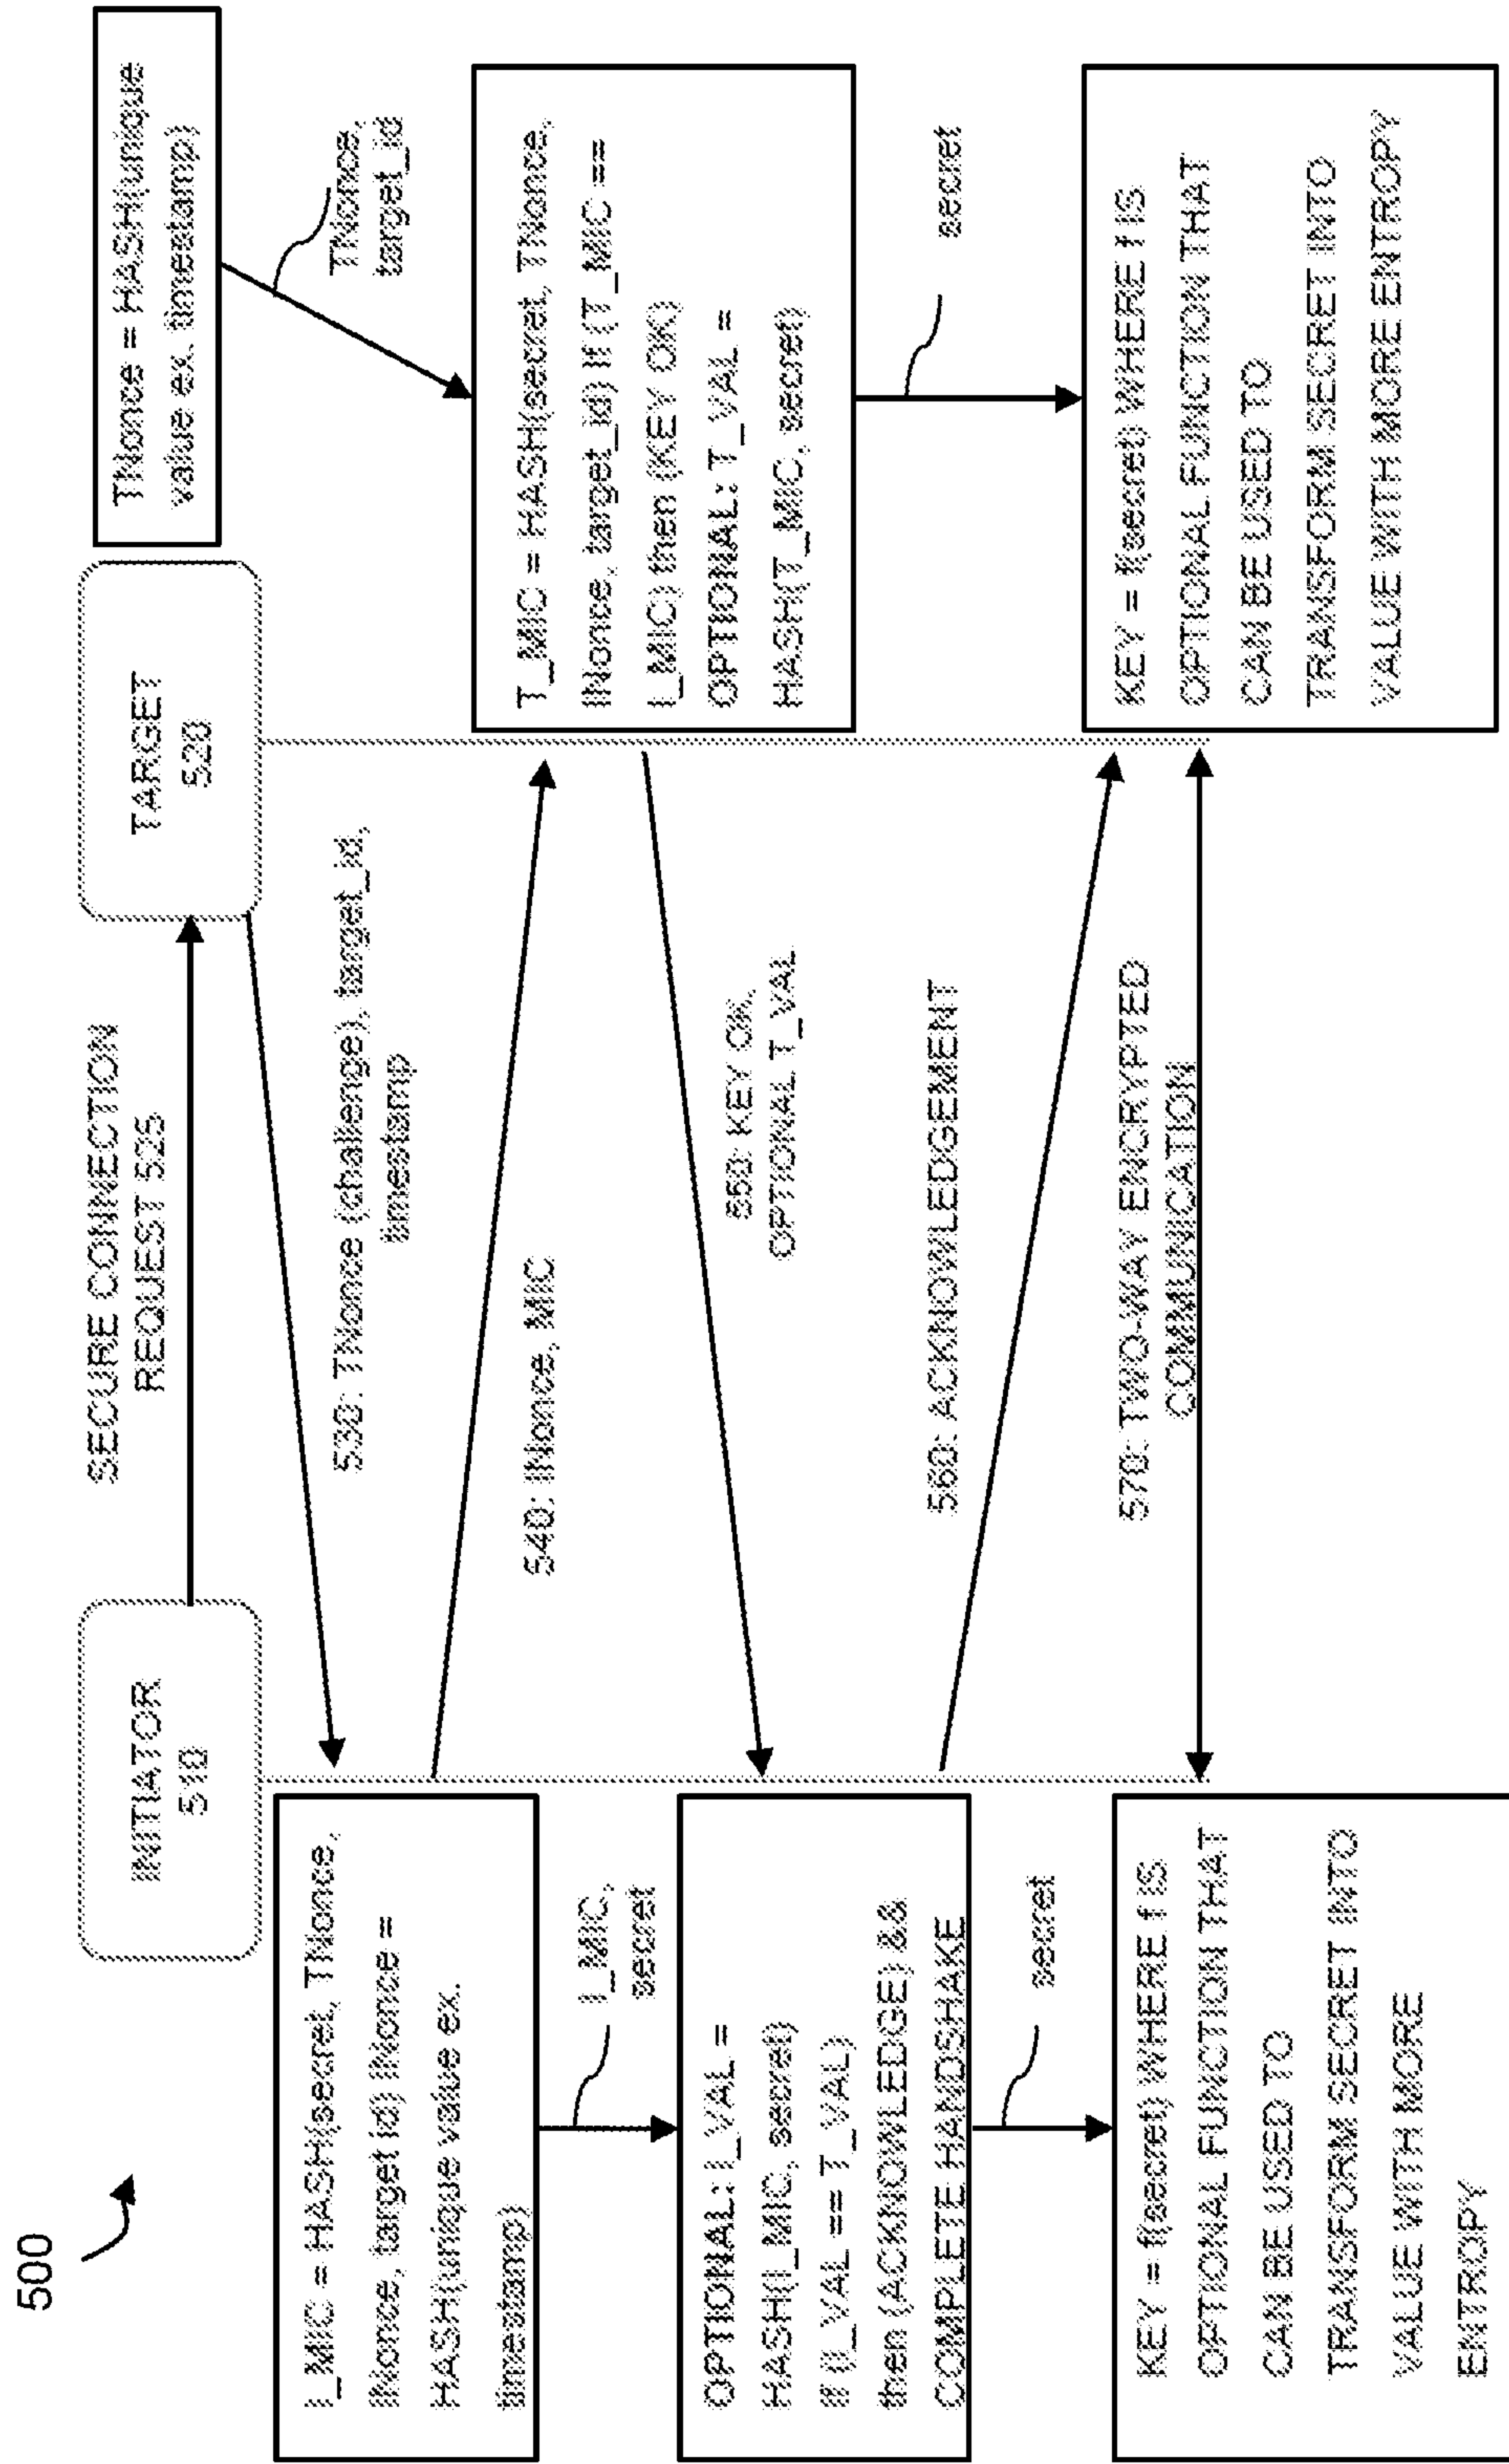 500
INITIATOR
510
SECURE CONNECTION
REQUEST 525
TARGET
520
TNonce = HASH(unique
value ex. timestamp)
530: TNonce (challenge), target_id,
timestamp
TNonce,
target_id
I_MIC = HASH(secret, TNonce,
INonce, target id) INonce =
HASH(unique value ex.
timestamp)
540: INonce, MIC
T_MIC = HASH(secret, TNonce,
INonce, target_id) If (T_MIC ==
I_MIC) then (KEY OK)
OPTIONAL: T_VAL =
HASH(T_MIC, secret)
I_MIC,
secret
550: KEY OK,
OPTIONAL T_VAL
OPTIONAL: I_VAL =
HASH(I_MIC, secret)
If (I_VAL == T_VAL)
then (ACKNOWLEDGE) &&
COMPLETE HANDSHAKE
secret
560: ACKNOWLEDGEMENT
secret
570: TWO-WAY ENCRYPTED
COMMUNICATION
KEY = f(secret) WHERE f IS
OPTIONAL FUNCTION THAT
CAN BE USED TO
TRANSFORM SECRET INTO
VALUE WITH MORE
ENTROPY
KEY = f(secret) WHERE f IS
OPTIONAL FUNCTION THAT
CAN BE USED TO
TRANSFORM SECRET INTO
VALUE WITH MORE ENTROPY